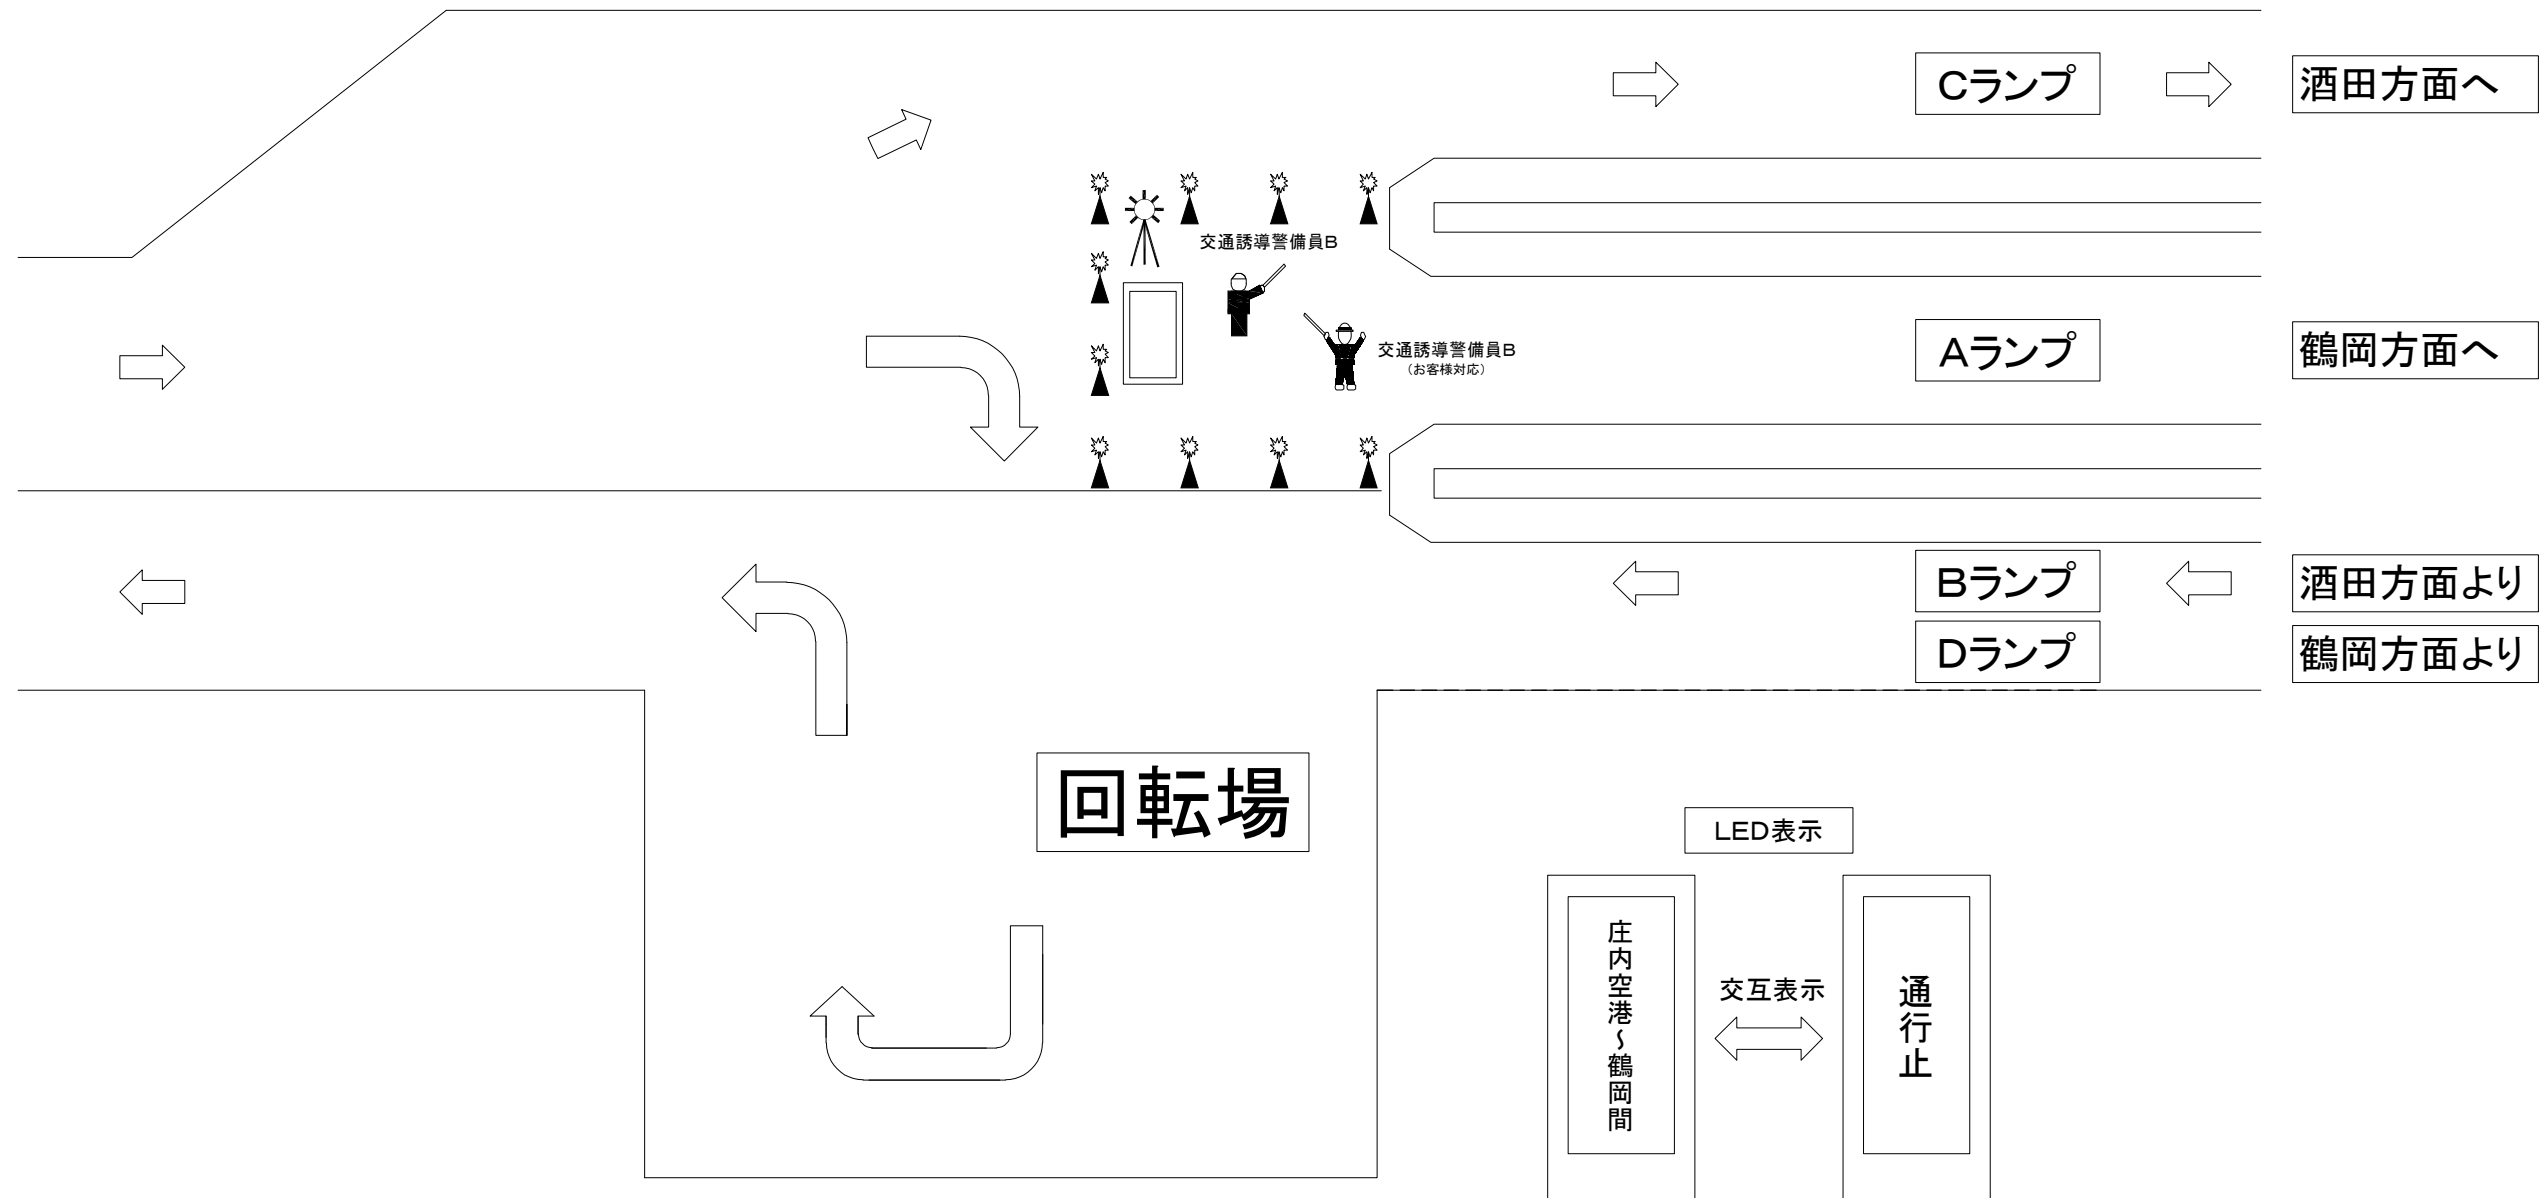 Cランプ
酒田方面へ
交通誘導警備員B
Aランプ
鶴岡方面へ
交通誘導警備員B
（お客様対応）
Bランプ
酒田方面より
Dランプ
鶴岡方面より
回転場
LED表示
庄内空港～鶴岡間
交互表示
通行止